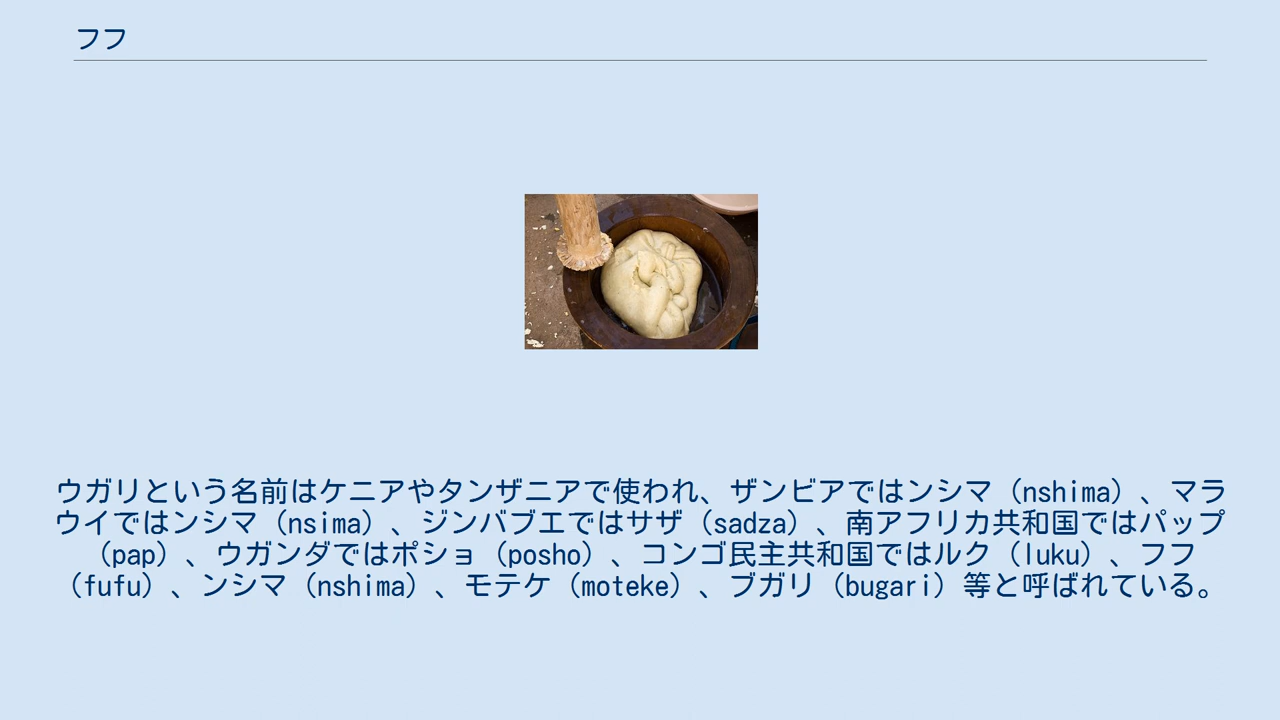 フフ
ウガリという名前はケニアやタンザニアで使われ、ザンビアではンシマ（nshima）、マラ
ウイではンシマ（nsima）、ジンバブエではサザ（sadza）、南アフリカ共和国ではパップ
（pap）、ウガンダではポショ（posho）、コンゴ民主共和国ではルク（luku）、フフ
（fufu）、ンシマ（nshima）、モテケ（moteke）、ブガリ（bugari）等と呼ばれている。